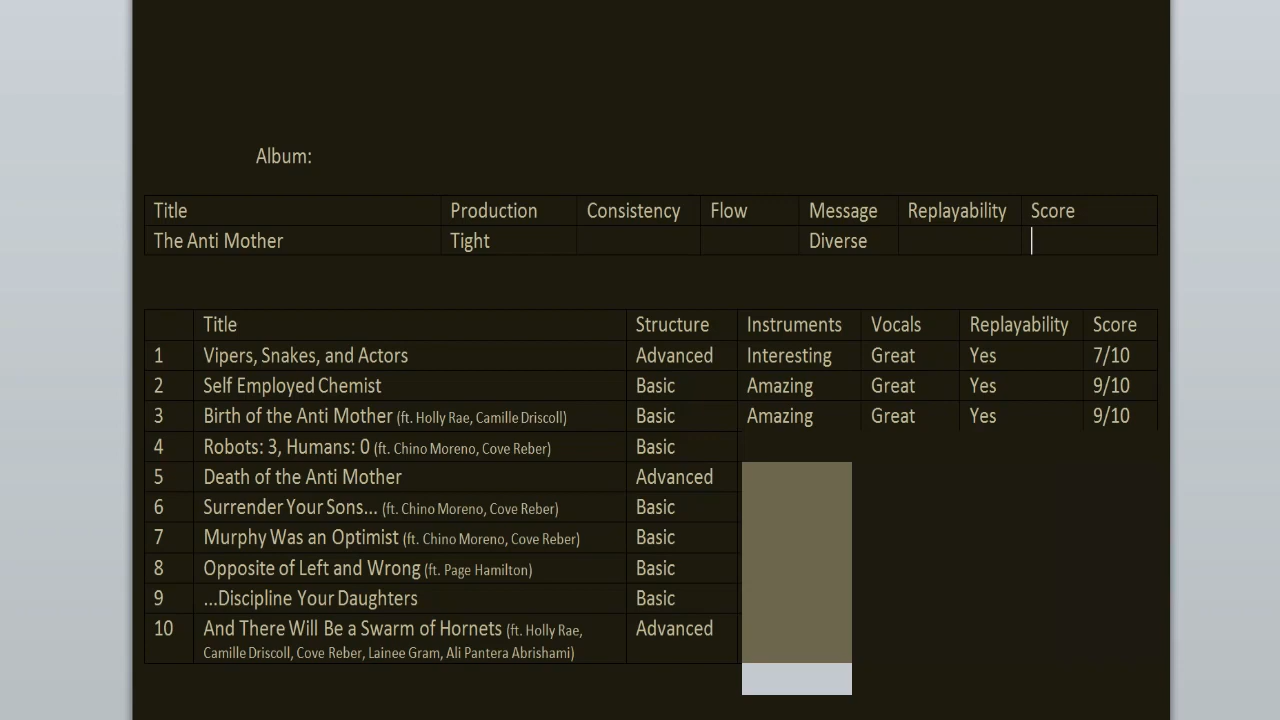 Album:
Title Production Consistency Flow Message Replayability Score
The Anti Mother Tight Diverse
Title Structure Instruments Vocals Replayability Score
1 Vipers, Snakes, and Actors Advanced Interesting Great Yes 7/10
2 Self Employed Chemist Basic Amazing Great Yes 9/10
3 Birth of the Anti Mother (ft. Holly Rae, Camille Driscoll) Basic Amazing Great Yes 9/10
4 Robots: 3, Humans: 0 (ft. Chino Moreno, Cove Reber) Basic
5 Death of the Anti Mother Advanced
6 Surrender Your Sons... (ft. Chino Moreno, Cove Reber) Basic
7 Murphy Was an Optimist (ft. Chino Moreno, Cove Reber) Basic
8 Opposite of Left and Wrong (ft. Page Hamilton) Basic
9 ...Discipline Your Daughters Basic
10 And There Will Be a Swarm of Hornets (ft. Holly Rae, Advanced
Camille Driscoll, Cove Reber, Lainee Gram, Ali Pantera Abrishami)